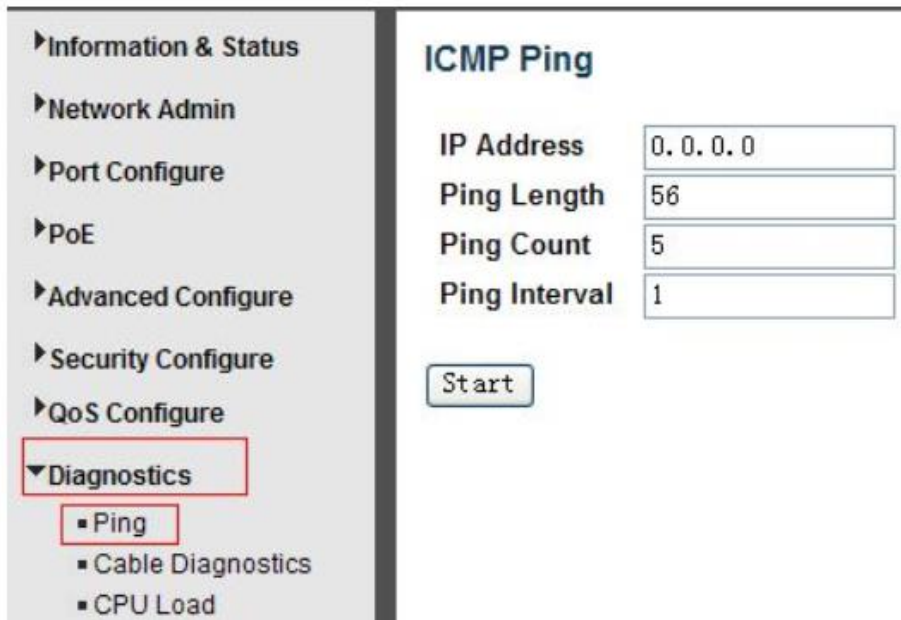 Information & Status
Network Admin
Port Configure
PoE
Advanced Configure
Security Configure
QoS Configure
Diagnostics
Ping
Cable Diagnostics
CPU Load
ICMP Ping
IP Address 0.0.0.0
Ping Length 56
Ping Count 5
Ping Interval 1
Start